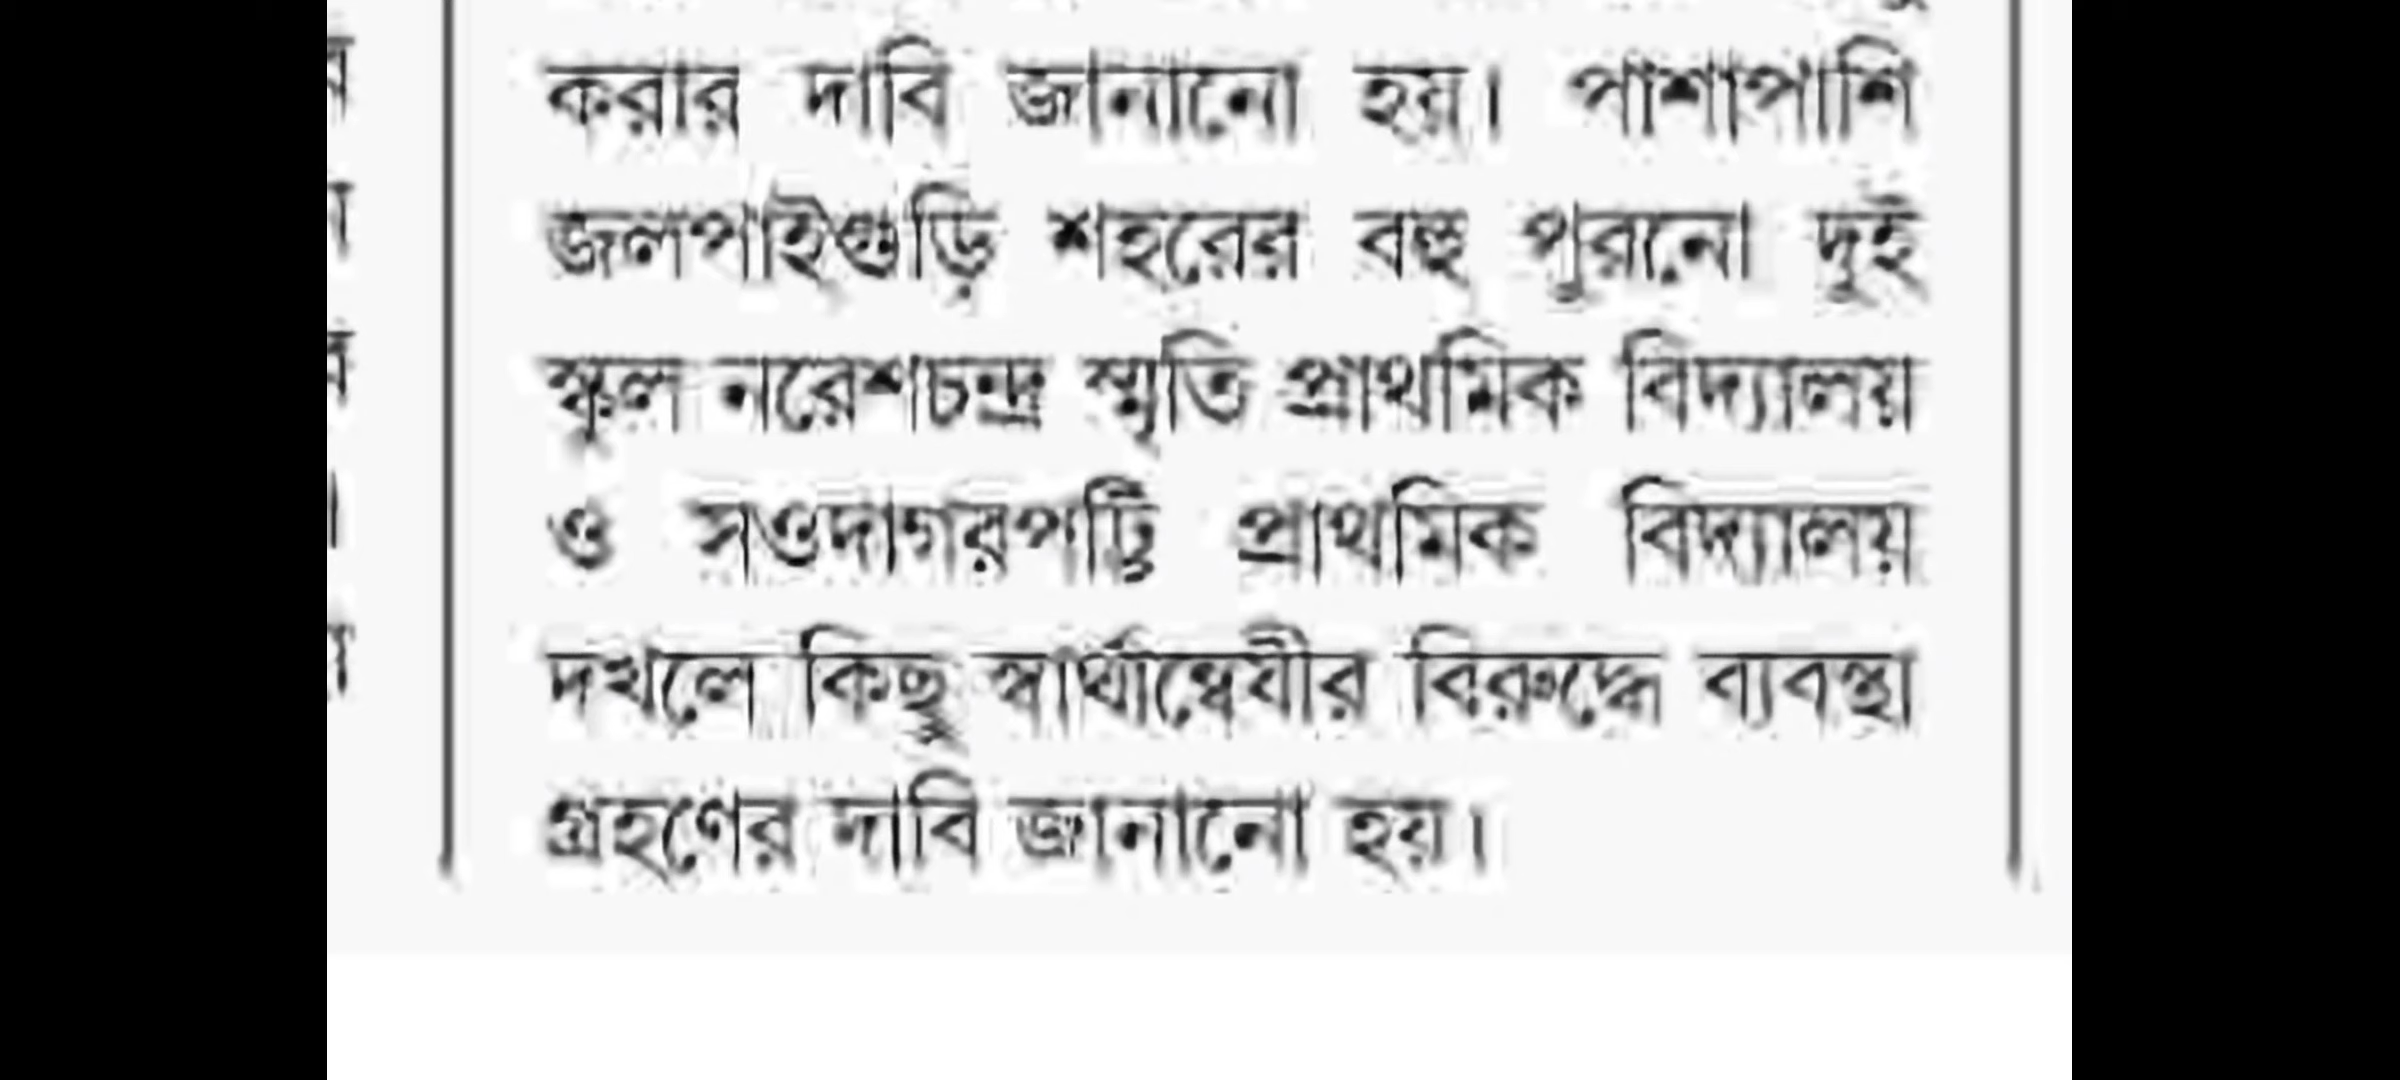 করার দাবি জানানো হয়। পাশাপাশি
জলপাইগুড়ি শহরের বহু পুরনো দুই
স্কুল নরেশচন্দ্র স্মৃতি প্রাথমিক বিদ্যালয়
ও সওদাগরপট্টি প্রাথমিক বিদ্যালয়
দখলে কিছু স্বার্থান্বেষীর বিরুদ্ধে ব্যবস্থা
গ্রহণের দাবি জানানো হয়।